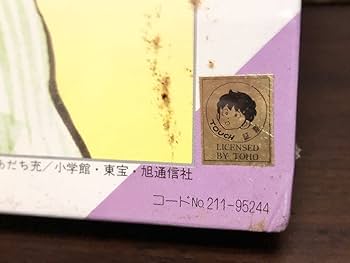 あだち充／小学館・東宝・旭通信社
TOUCH
証票
LICENSED
BY TOHO
コードNo.211-95244